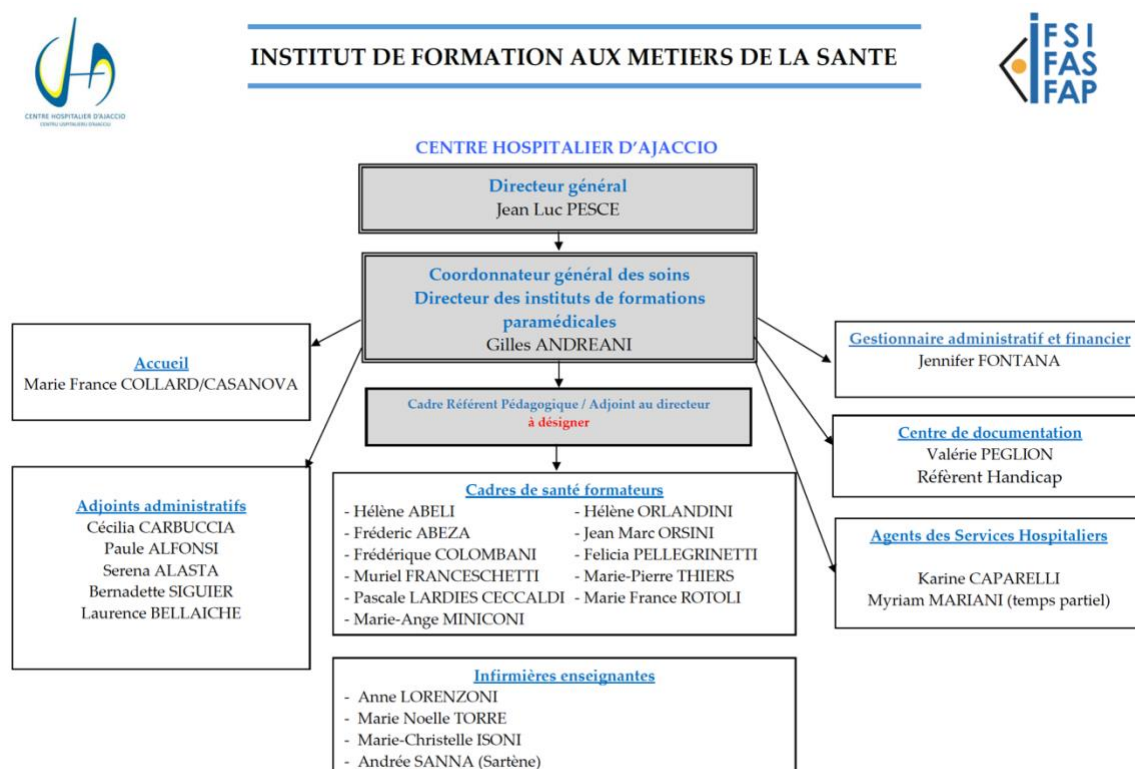 INSTITUT DE FORMATION AUX METIERS DE LA SANTE
CENTRE HOSPITALIER D'AJACCIO
CENTRU USPITALIERU D'AIACCIU
iFSI
FAS
FAP
CENTRE HOSPITALIER D'AJACCIO
Directeur général
Jean Luc PESCE
Coordonnateur général des soins
Directeur des instituts de formations
paramédicales
Gilles ANDREANI
Accueil
Marie France COLLARD/CASANOVA
Gestionnaire administratif et financier
Jennifer FONTANA
Cadre Référent Pédagogique / Adjoint au directeur
à désigner
Centre de documentation
Valérie PEGLION
Réfèrent Handicap
Adjoints administratifs
Cécilia CARBUCCIA
Paule ALFONSI
Serena ALASTA
Bernadette SIGUIER
Laurence BELLAICHE
Cadres de santé formateurs
- Hélène ABELI
- Fréderic ABEZA
- Frédérique COLOMBANI
- Muriel FRANCESCHETTI
- Pascale LARDIES CECCALDI
- Marie-Ange MINICONI
- Hélène ORLANDINI
- Jean Marc ORSINI
- Felicia PELLEGRINETTI
- Marie-Pierre THIERS
- Marie France ROTOLI
Agents des Services Hospitaliers
Karine CAPARELLI
Myriam MARIANI (temps partiel)
Infirmières enseignantes
- Anne LORENZONI
- Marie Noelle TORRE
- Marie-Christelle ISONI
- Andrée SANNA (Sartène)